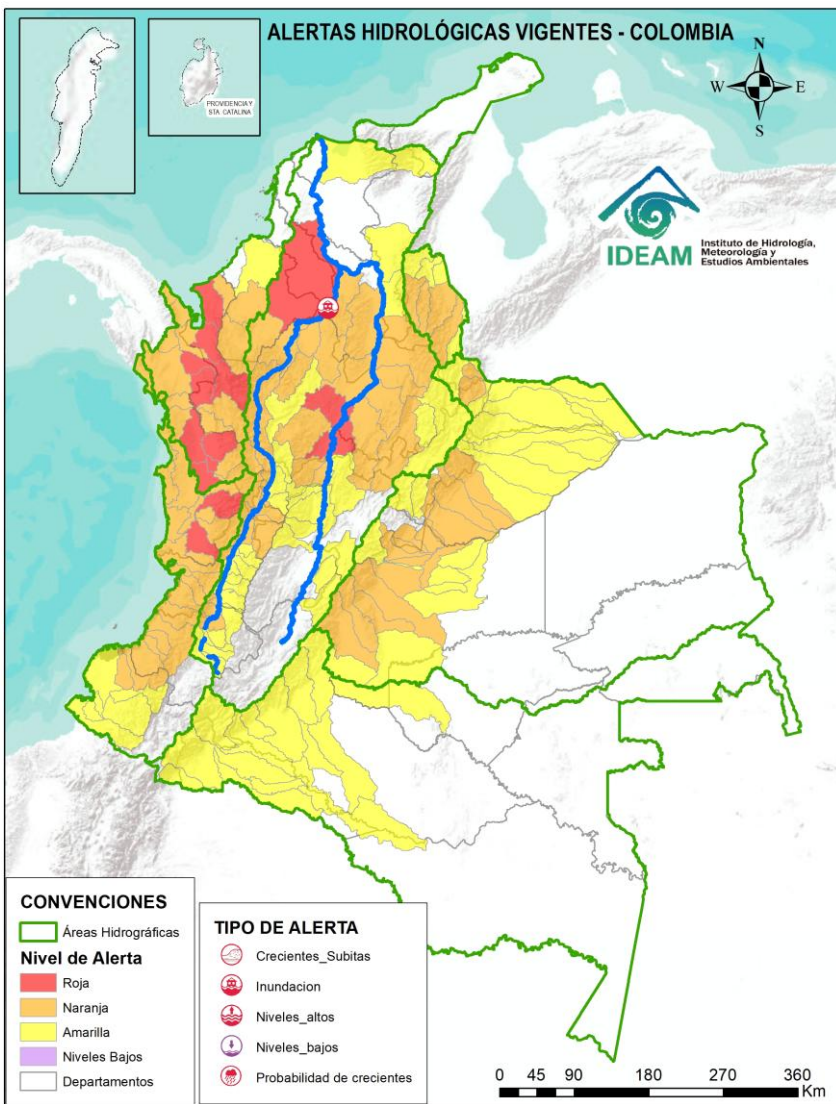 ALERTAS HIDROLÓGICAS VIGENTES - COLOMBIA
PROVIDENCIA Y
STA. CATALINA
N
W
E
S
IDEAM
Instituto de Hidrología,
Meteorología y
Estudios Ambientales
CONVENCIONES
Áreas Hidrográficas
Nivel de Alerta
Roja
Naranja
Amarilla
Niveles Bajos
Departamentos
TIPO DE ALERTA
Crecientes_Subitas
Inundacion
Niveles_altos
Niveles_bajos
Probabilidad de crecientes
0 45 90 180 270 360
Km